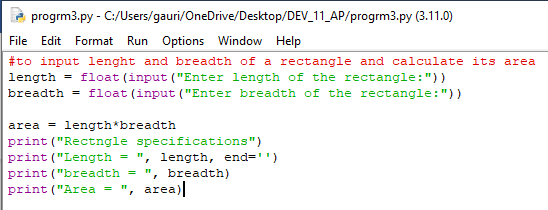 progrm3.py - C:/Users/gauri/OneDrive/Desktop/DEV_11_AP/progrm3.py (3.11.0)
File Edit Format Run Options Window Help
#to input lenght and breadth of a rectangle and calculate its area
length = float(input("Enter length of the rectangle:"))
breadth = float(input("Enter breadth of the rectangle:"))
area = length*breadth
print("Rectngle specifications")
print("Length = ", length, end='')
print("breadth = ", breadth)
print("Area = ", area)